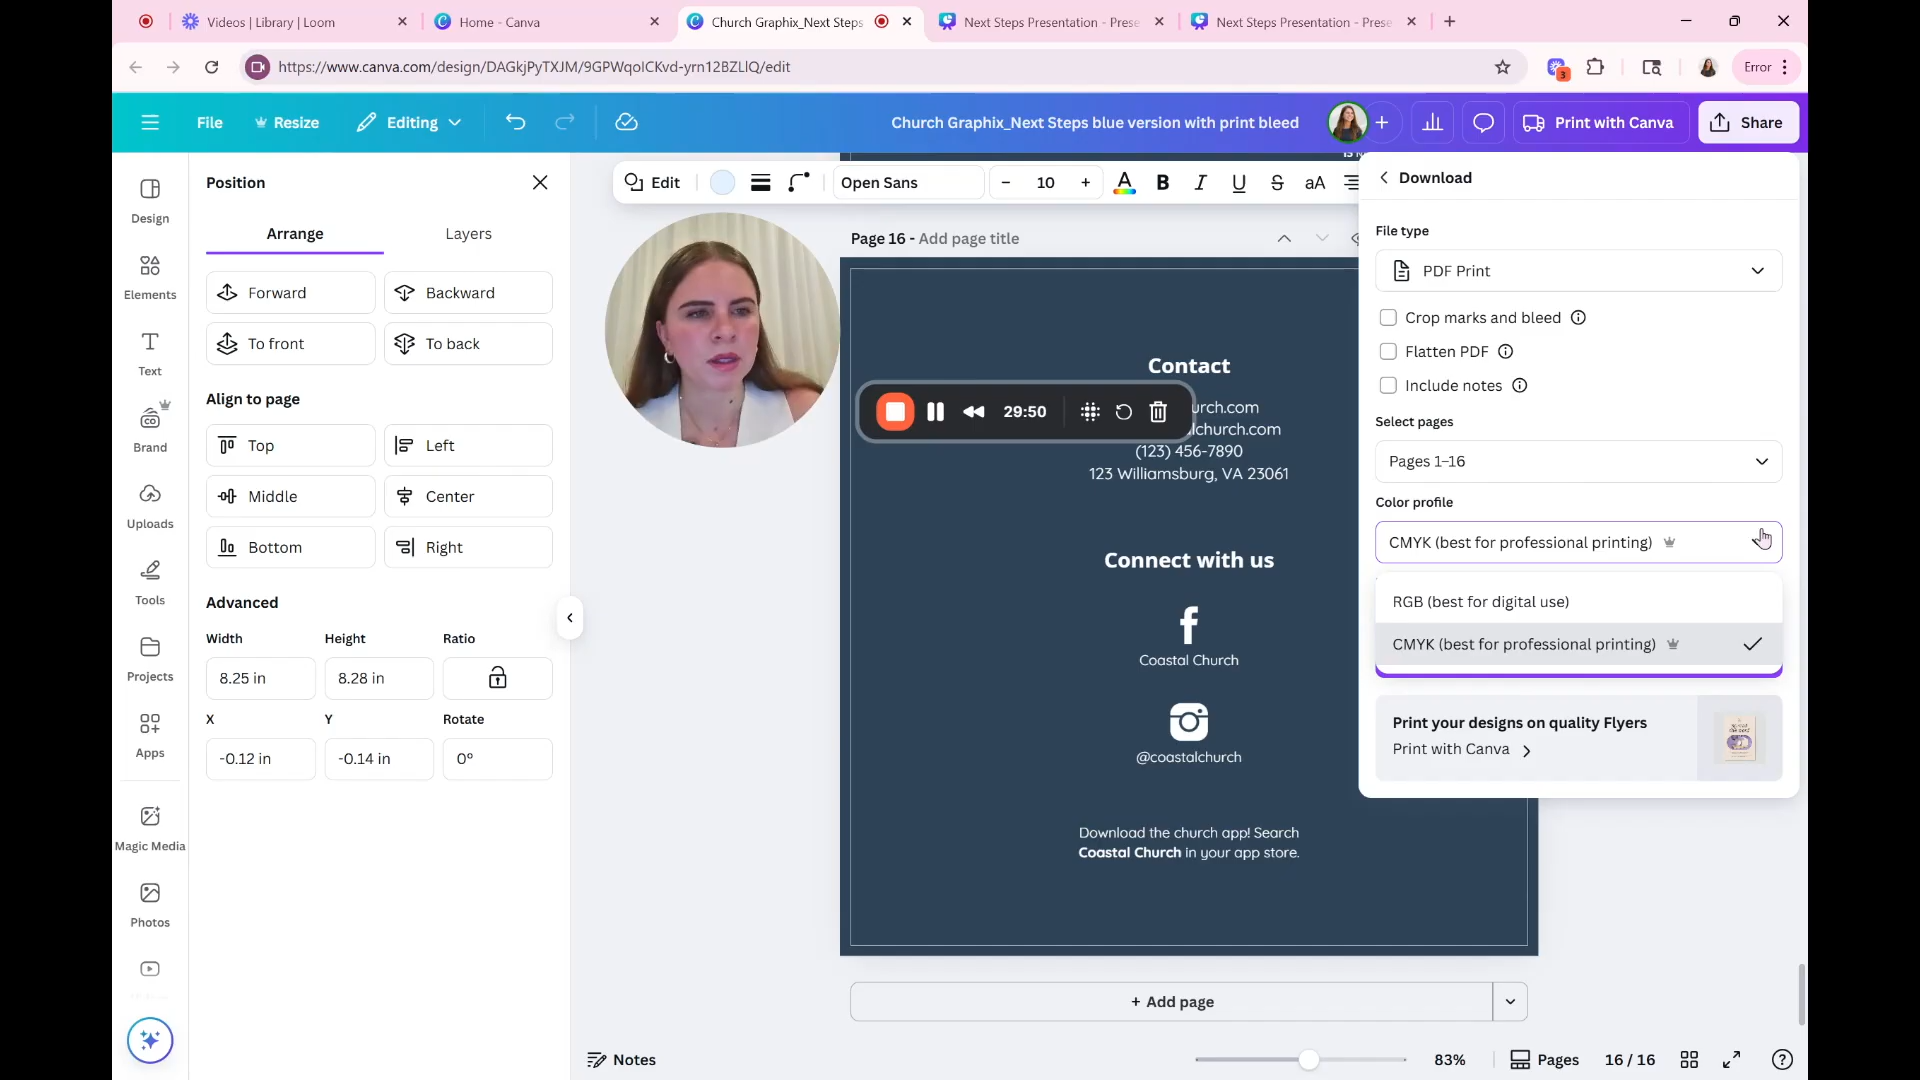 Videos | Library | Loom
Home - Canva
Church Graphix_Next Steps
Next Steps Presentation - Prese
Next Steps Presentation - Prese
https://www.canva.com/design/DAGkjPyTXJM/9GPWqoICKvd-yrn12BZLlQ/edit
3
Error
File
Resize
Editing
Church Graphix_Next Steps blue version with print bleed
Print with Canva
Share
Design
Elements
Text
Brand
Uploads
Tools
Projects
Apps
Magic Media
Photos
Position
Arrange
Layers
Forward
Backward
To front
To back
Align to page
Top
Left
Middle
Center
Bottom
Right
Advanced
Width
Height
Ratio
8.25 in
8.28 in
X
Y
Rotate
-0.12 in
-0.14 in
0°
Edit
Open Sans
– 10 +
A
B
I
U
S
aA
Page 16 - Add page title
Contact
urch.com
lchurch.com
(123) 456-7890
123 Williamsburg, VA 23061
29:50
Connect with us
Coastal Church
@coastalchurch
Download the church app! Search
Coastal Church in your app store.
+ Add page
Notes
83%
Pages
16 / 16
Download
File type
PDF Print
Crop marks and bleed
Flatten PDF
Include notes
Select pages
Pages 1–16
Color profile
CMYK (best for professional printing)
RGB (best for digital use)
CMYK (best for professional printing)
Print your designs on quality Flyers
Print with Canva